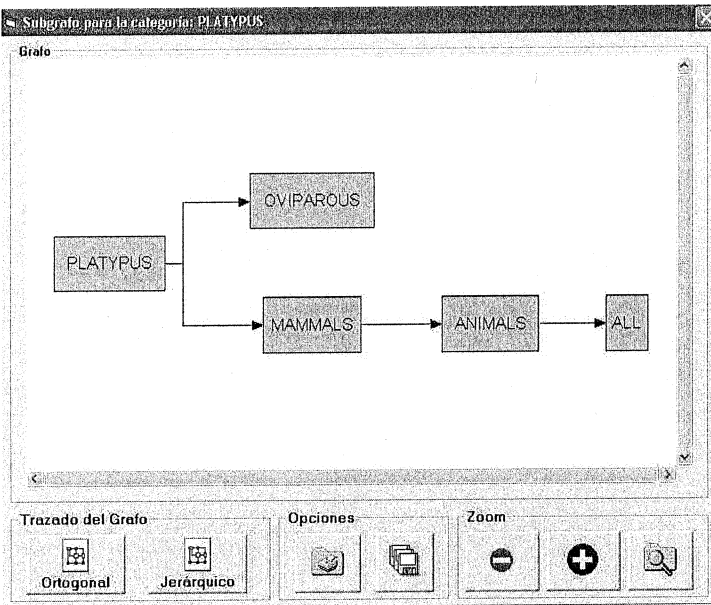 Subgrafo para la categoría: PLATYPUS
Grafo
OVIPAROUS
PLATYPUS
MAMMALS
ANIMALS
ALL
Trazado del Grafo
Opciones
Zoom
Ortogonal
Jerárquico